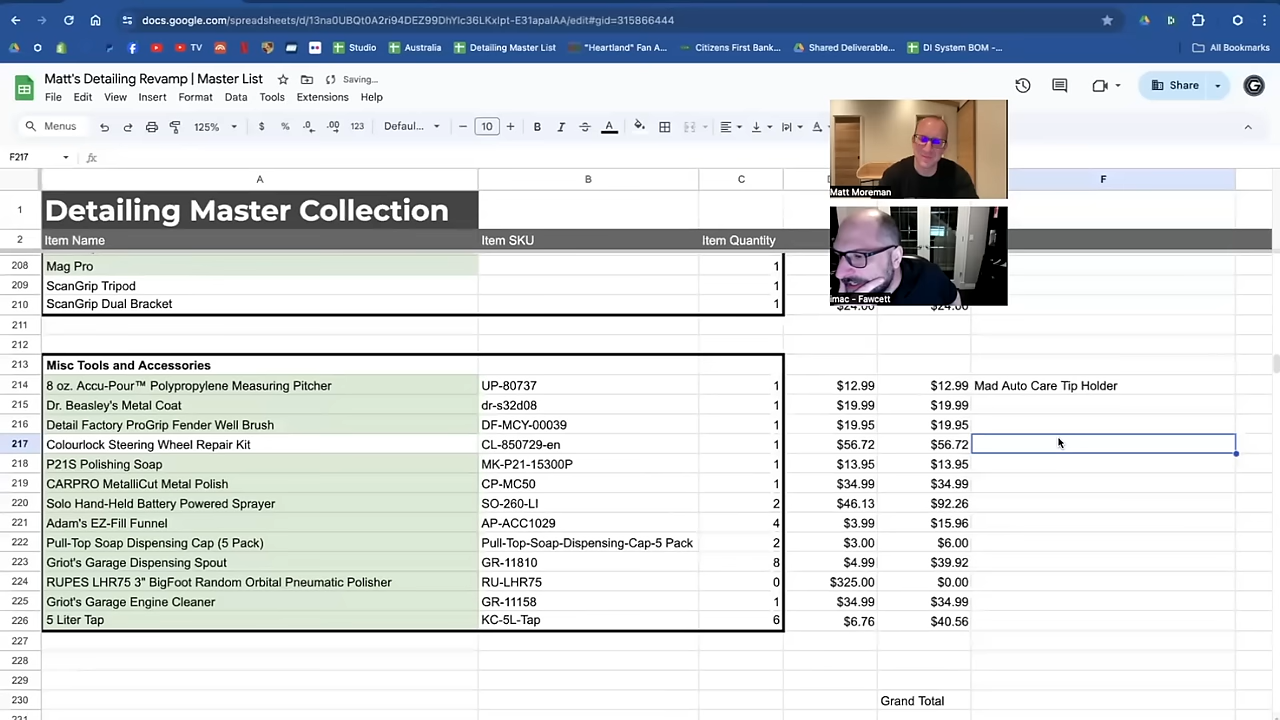 docs.google.com/spreadsheets/d/13na0UBQt0A2ri94DEZ99DhYIc36LKxIpt-E31apaIAA/edit#gid=315866444
TV Studio Australia Detailing Master List "Heartland" Fan A... Citizens First Bank... Shared Deliverable... DI System BOM –... All Bookmarks
Matt's Detailing Revamp | Master List Saving...
File Edit View Insert Format Data Tools Extensions Help
Share
Menus 125% $ % .0 .00 123 Defaul... 10 B I A
F217 fx
A B C F
1 Detailing Master Collection
2 Item Name Item SKU Item Quantity
208 Mag Pro 1
209 ScanGrip Tripod 1
210 ScanGrip Dual Bracket 1 $24.00 $24.00
211
212
213 Misc Tools and Accessories
214 8 oz. Accu-Pour™ Polypropylene Measuring Pitcher UP-80737 1 $12.99 $12.99 Mad Auto Care Tip Holder
215 Dr. Beasley's Metal Coat dr-s32d08 1 $19.99 $19.99
216 Detail Factory ProGrip Fender Well Brush DF-MCY-00039 1 $19.95 $19.95
217 Colourlock Steering Wheel Repair Kit CL-850729-en 1 $56.72 $56.72
218 P21S Polishing Soap MK-P21-15300P 1 $13.95 $13.95
219 CARPRO MetalliCut Metal Polish CP-MC50 1 $34.99 $34.99
220 Solo Hand-Held Battery Powered Sprayer SO-260-LI 2 $46.13 $92.26
221 Adam's EZ-Fill Funnel AP-ACC1029 4 $3.99 $15.96
222 Pull-Top Soap Dispensing Cap (5 Pack) Pull-Top-Soap-Dispensing-Cap-5 Pack 2 $3.00 $6.00
223 Griot's Garage Dispensing Spout GR-11810 8 $4.99 $39.92
224 RUPES LHR75 3" BigFoot Random Orbital Pneumatic Polisher RU-LHR75 0 $325.00 $0.00
225 Griot's Garage Engine Cleaner GR-11158 1 $34.99 $34.99
226 5 Liter Tap KC-5L-Tap 6 $6.76 $40.56
227
228
229
230 Grand Total
231
Matt Moreman
imac - Fawcett